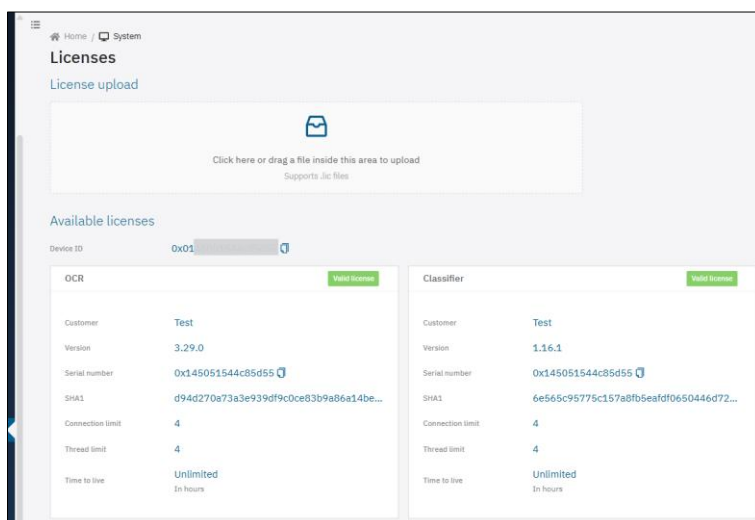 Home / System
Licenses
License upload
Click here or drag a file inside this area to upload
Supports .lic files
Available licenses
Device ID 0x01
OCR Valid license
Customer Test
Version 3.29.0
Serial number 0x145051544c85d55
SHA1 d94d270a73a3e939df9c0ce83b9a86a14be...
Connection limit 4
Thread limit 4
Time to live Unlimited
In hours
Classifier Valid license
Customer Test
Version 1.16.1
Serial number 0x145051544c85d55
SHA1 6e565c95775c157a8fb5eafdf0650446d72...
Connection limit 4
Thread limit 4
Time to live Unlimited
In hours